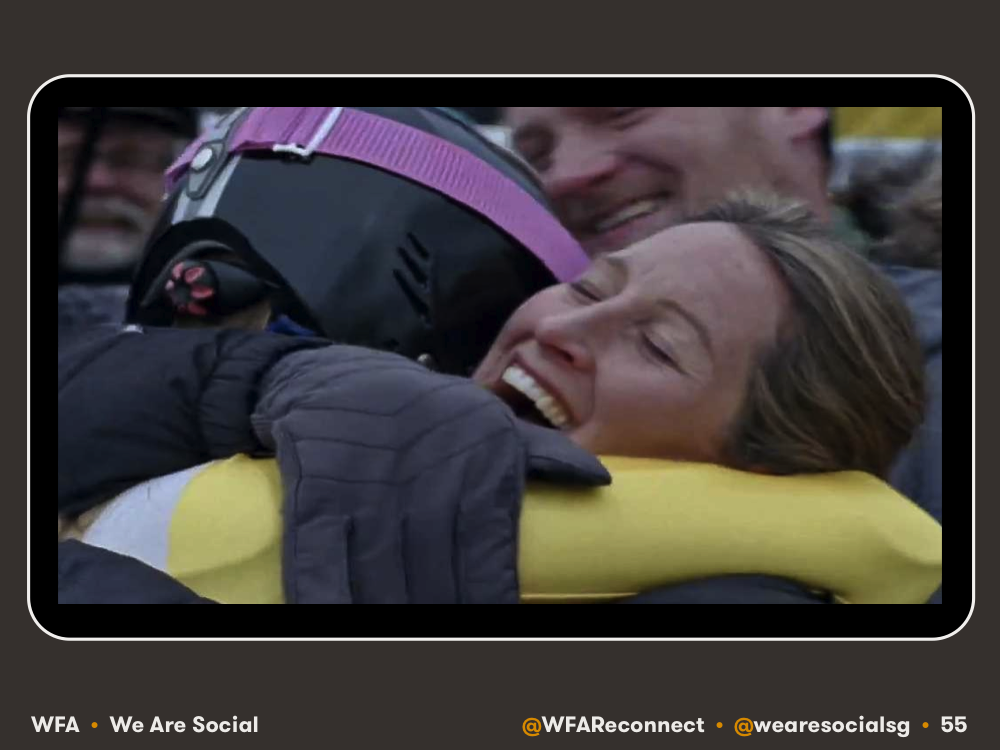 WFA • We Are Social
@WFAReconnect • @wearesocialsg • 55